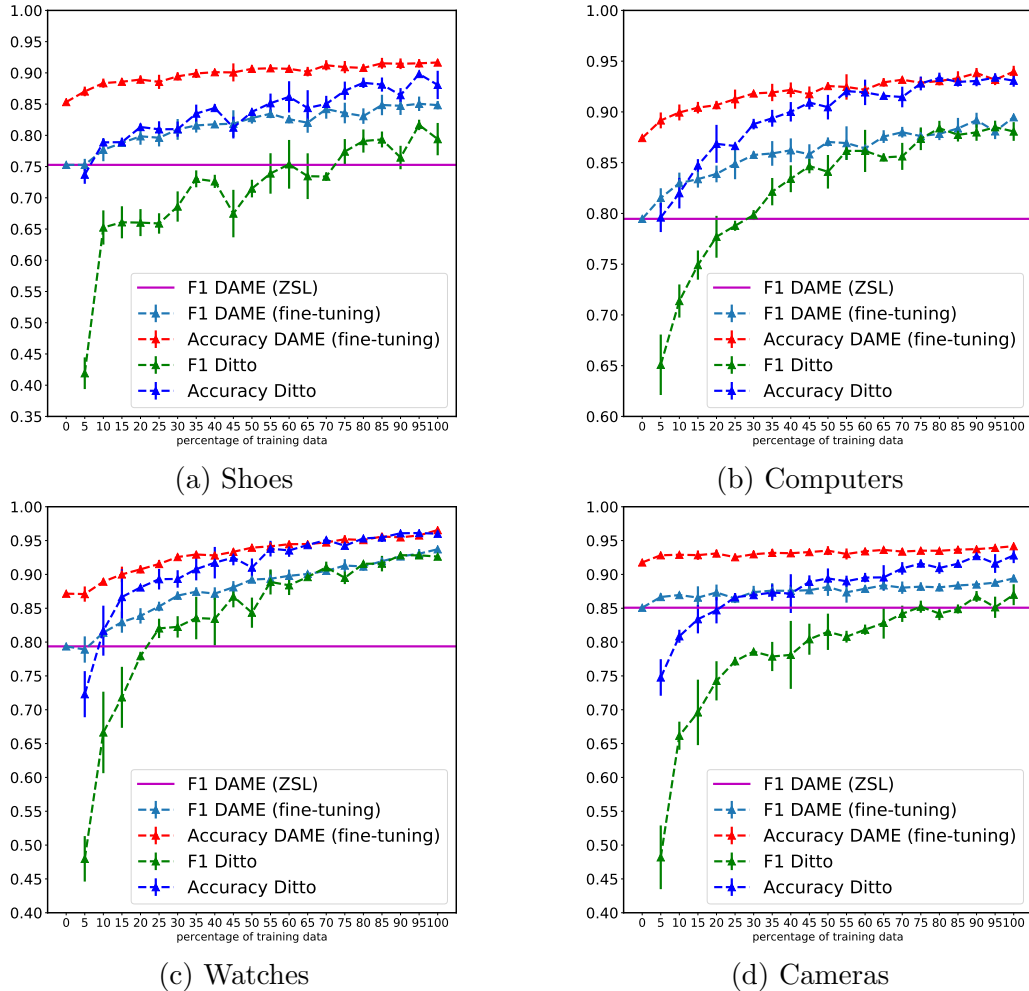 1.00
0.95
0.90
0.85
0.80
0.75
0.70
0.65
0.60
0.55
0.50
0.45
0.40
0.35
F1 DAME (ZSL)
F1 DAME (fine-tuning)
Accuracy DAME (fine-tuning)
F1 Ditto
Accuracy Ditto
0 5 10 15 20 25 30 35 40 45 50 55 60 65 70 75 80 85 90 95 100
percentage of training data
(a) Shoes
1.00
0.95
0.90
0.85
0.80
0.75
0.70
0.65
0.60
F1 DAME (ZSL)
F1 DAME (fine-tuning)
Accuracy DAME (fine-tuning)
F1 Ditto
Accuracy Ditto
0 5 10 15 20 25 30 35 40 45 50 55 60 65 70 75 80 85 90 95 100
percentage of training data
(b) Computers
1.00
0.95
0.90
0.85
0.80
0.75
0.70
0.65
0.60
0.55
0.50
0.45
0.40
F1 DAME (ZSL)
F1 DAME (fine-tuning)
Accuracy DAME (fine-tuning)
F1 Ditto
Accuracy Ditto
0 5 10 15 20 25 30 35 40 45 50 55 60 65 70 75 80 85 90 95 100
percentage of training data
(c) Watches
1.00
0.95
0.90
0.85
0.80
0.75
0.70
0.65
0.60
0.55
0.50
0.45
0.40
F1 DAME (ZSL)
F1 DAME (fine-tuning)
Accuracy DAME (fine-tuning)
F1 Ditto
Accuracy Ditto
0 5 10 15 20 25 30 35 40 45 50 55 60 65 70 75 80 85 90 95 100
percentage of training data
(d) Cameras